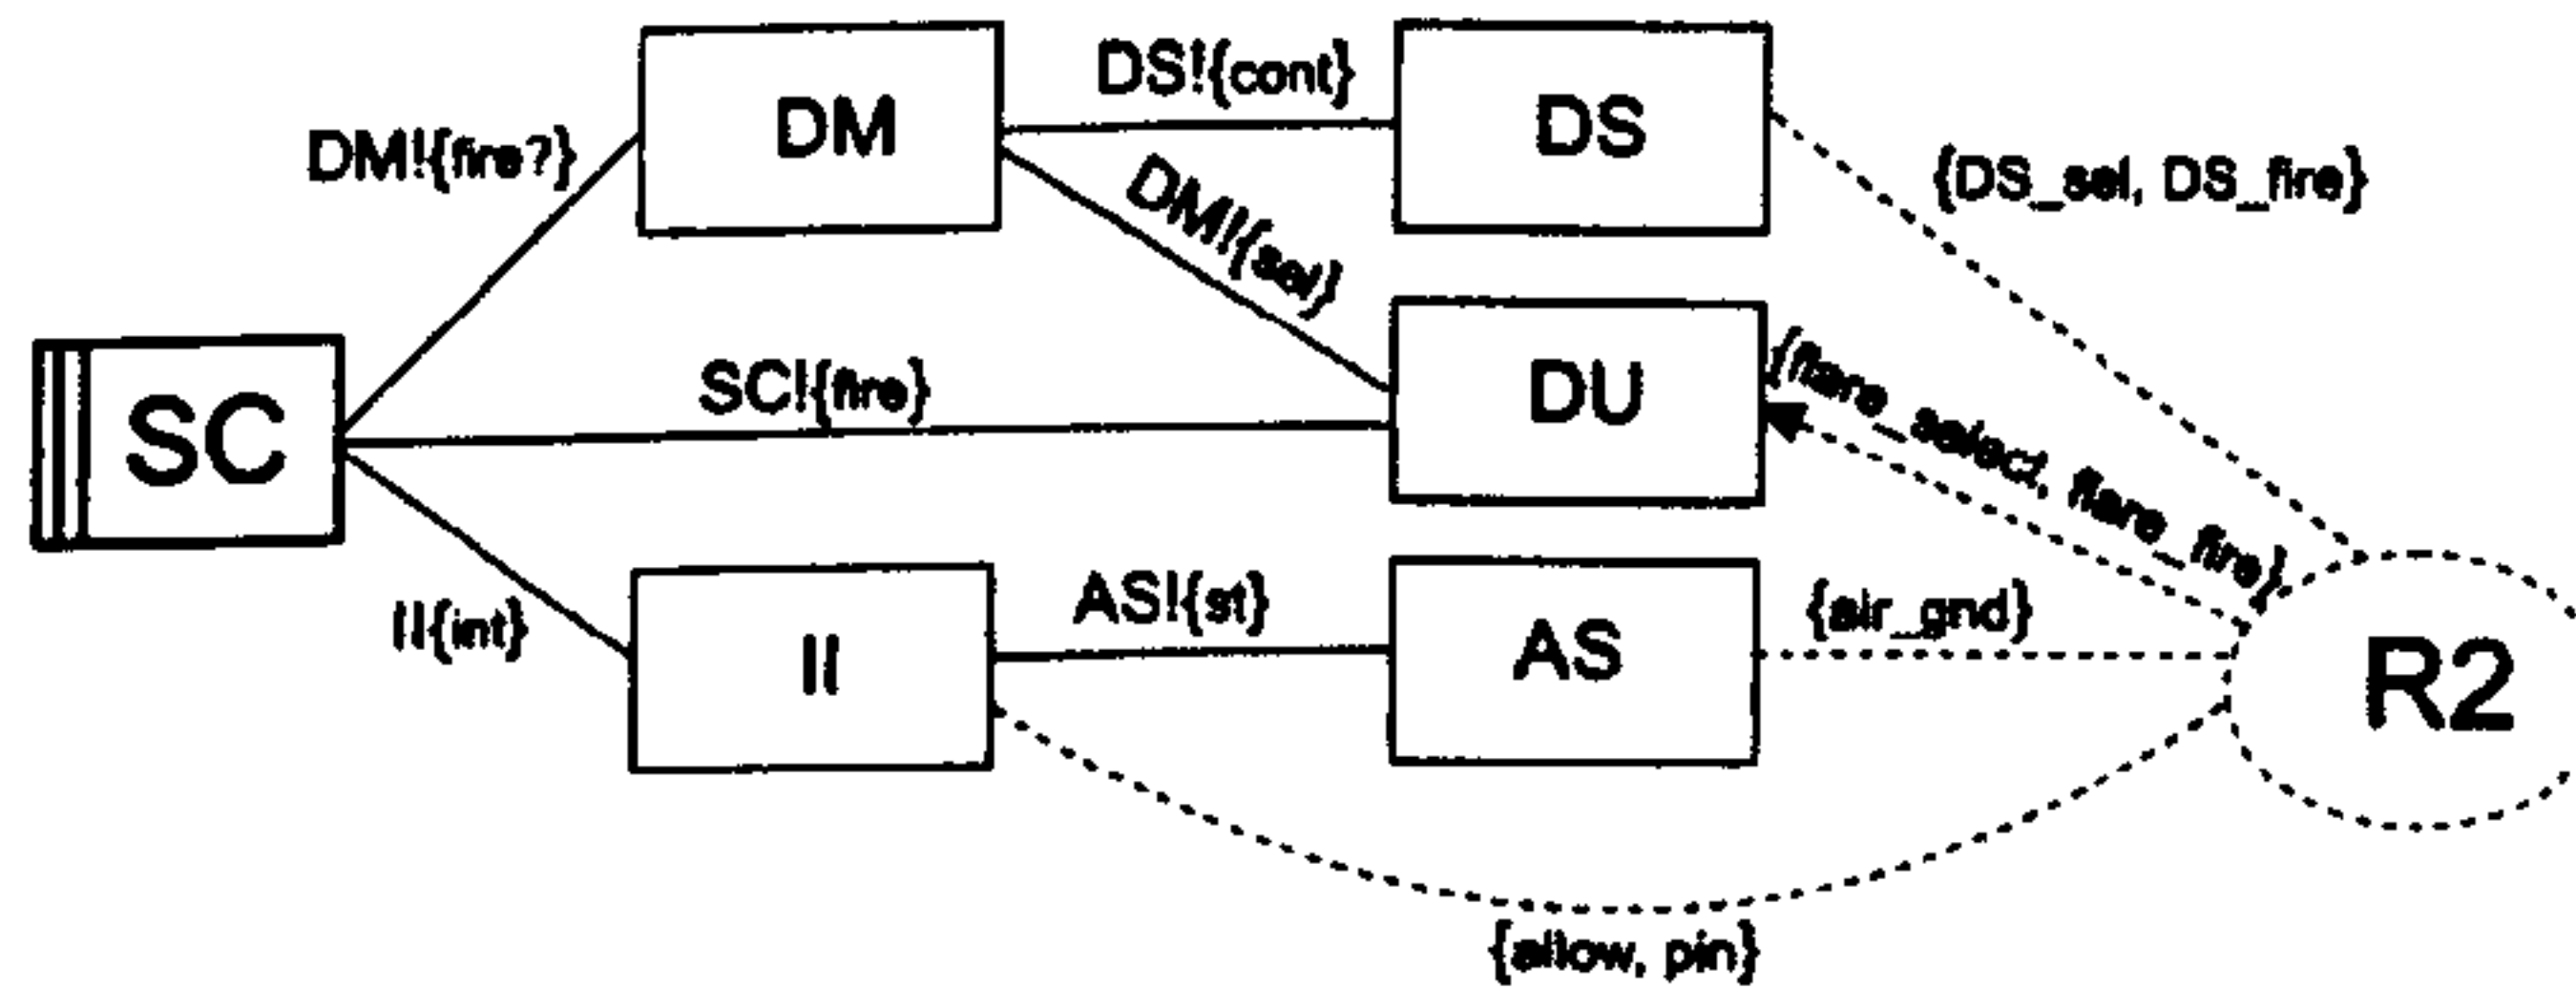 DM
DS!{cont}
DS
DM!{fire?}
{DS_sel, DS_fire}
DM!{sel}
SC
SC!{fire}
DU
{flare_select, flare_fire}
II!{int}
II
AS!{st}
AS
{air_gnd}
R2
{allow, pin}